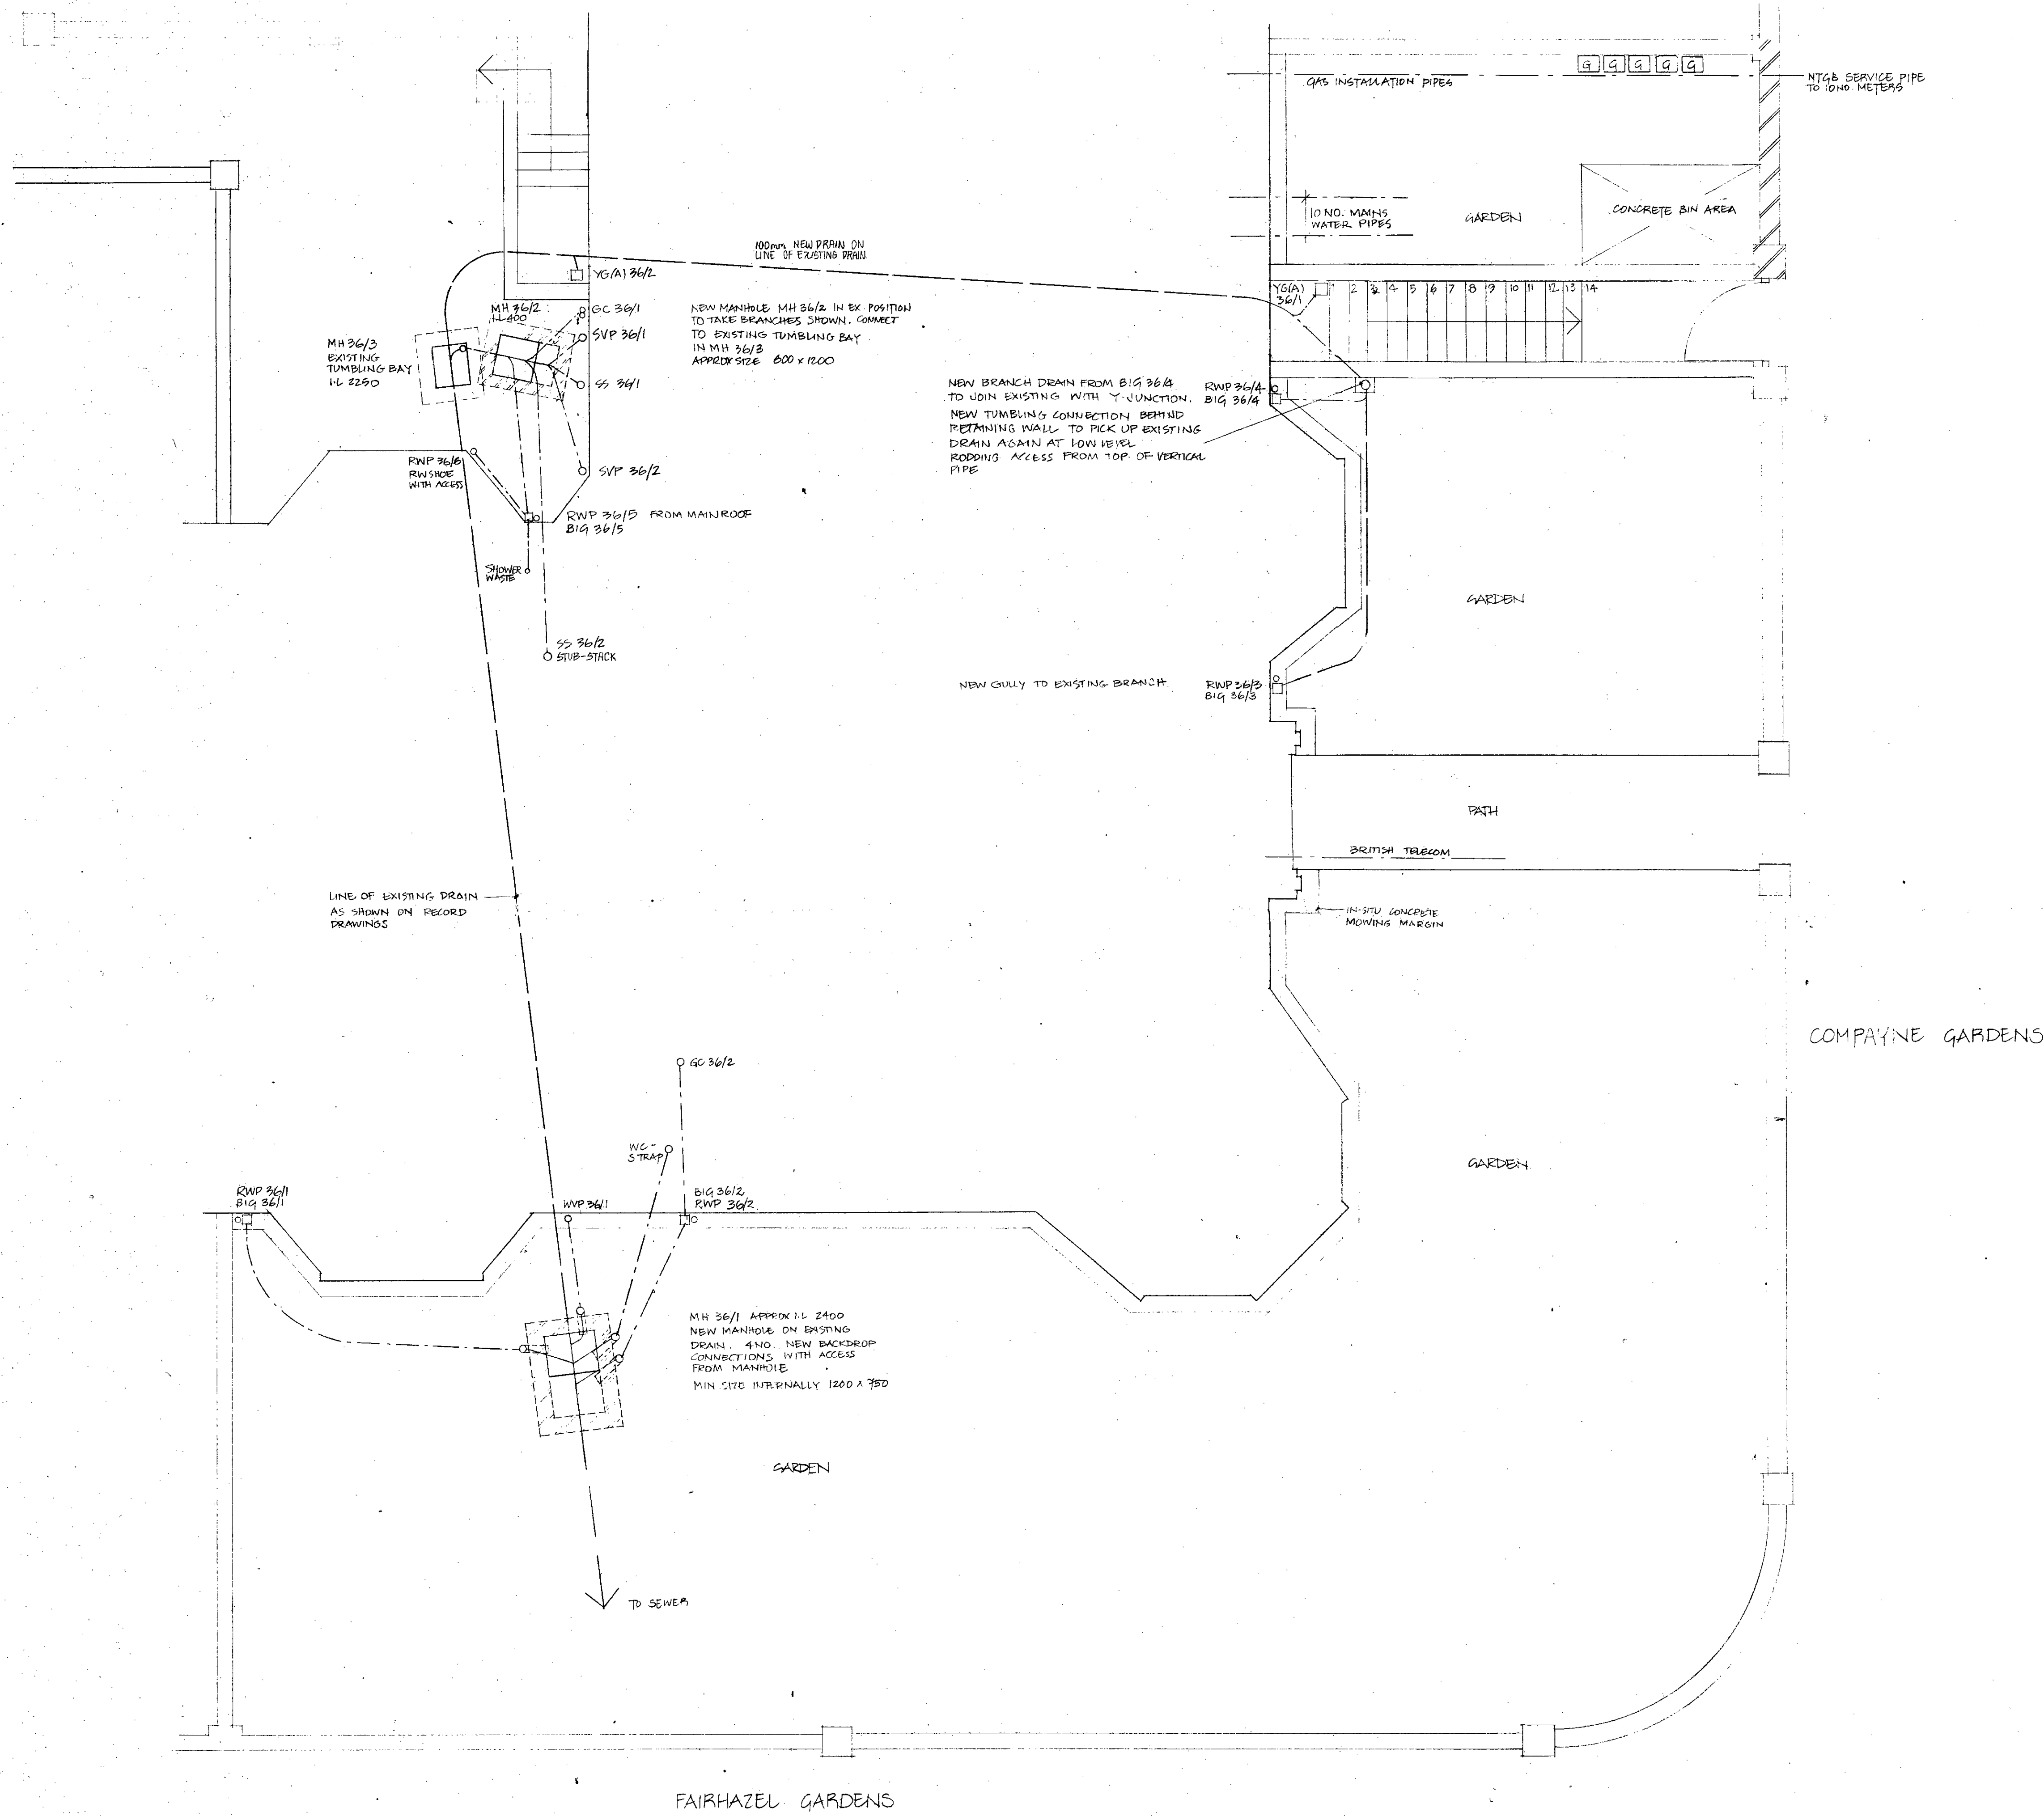 G G G G G
GAS INSTALLATION PIPES
NTGB SERVICE PIPE
TO 10 NO. METERS
10 NO. MAINS
WATER PIPES
GARDEN
CONCRETE BIN AREA
100mm NEW DRAIN ON
LINE OF EXISTING DRAIN
YG(A) 36/2
YG(A)
36/1
1 2 3 4 5 6 7 8 9 10 11 12 13 14
MH 36/2
I.L 400
GC 36/1
SVP 36/1
SS 36/1
NEW MANHOLE MH 36/2 IN EX. POSITION
TO TAKE BRANCHES SHOWN. CONNECT
TO EXISTING TUMBLING BAY
IN MH 36/3
APPROX SIZE 600 x 1200
MH 36/3
EXISTING
TUMBLING BAY
I.L 2250
NEW BRANCH DRAIN FROM BIG 36/4
TO JOIN EXISTING WITH Y-JUNCTION.
NEW TUMBLING CONNECTION BEHIND
RETAINING WALL TO PICK UP EXISTING
DRAIN AGAIN AT LOW LEVEL
RODDING ACCESS FROM TOP OF VERTICAL
PIPE
RWP 36/4
BIG 36/4
RWP 36/6
RWSHOE
WITH ACCESS
SVP 36/2
RWP 36/5 FROM MAIN ROOF
BIG 36/5
SHOWER
WASTE
GARDEN
SS 36/2
STUB-STACK
NEW GULLY TO EXISTING BRANCH
RWP 36/3
BIG 36/3
PATH
BRITISH TELECOM
LINE OF EXISTING DRAIN
AS SHOWN ON RECORD
DRAWINGS
IN-SITU CONCRETE
MOWING MARGIN
COMPAYNE GARDENS
GC 36/2
WC-
STRAP
GARDEN
RWP 36/1
BIG 36/1
WVP 36/1
BIG 36/2
RWP 36/2
MH 36/1 APPROX I.L 2400
NEW MANHOLE ON EXISTING
DRAIN. 4NO. NEW BACKDROP
CONNECTIONS WITH ACCESS
FROM MANHOLE
MIN SIZE INTERNALLY 1200 x 750
GARDEN
TO SEWER
FAIRHAZEL GARDENS